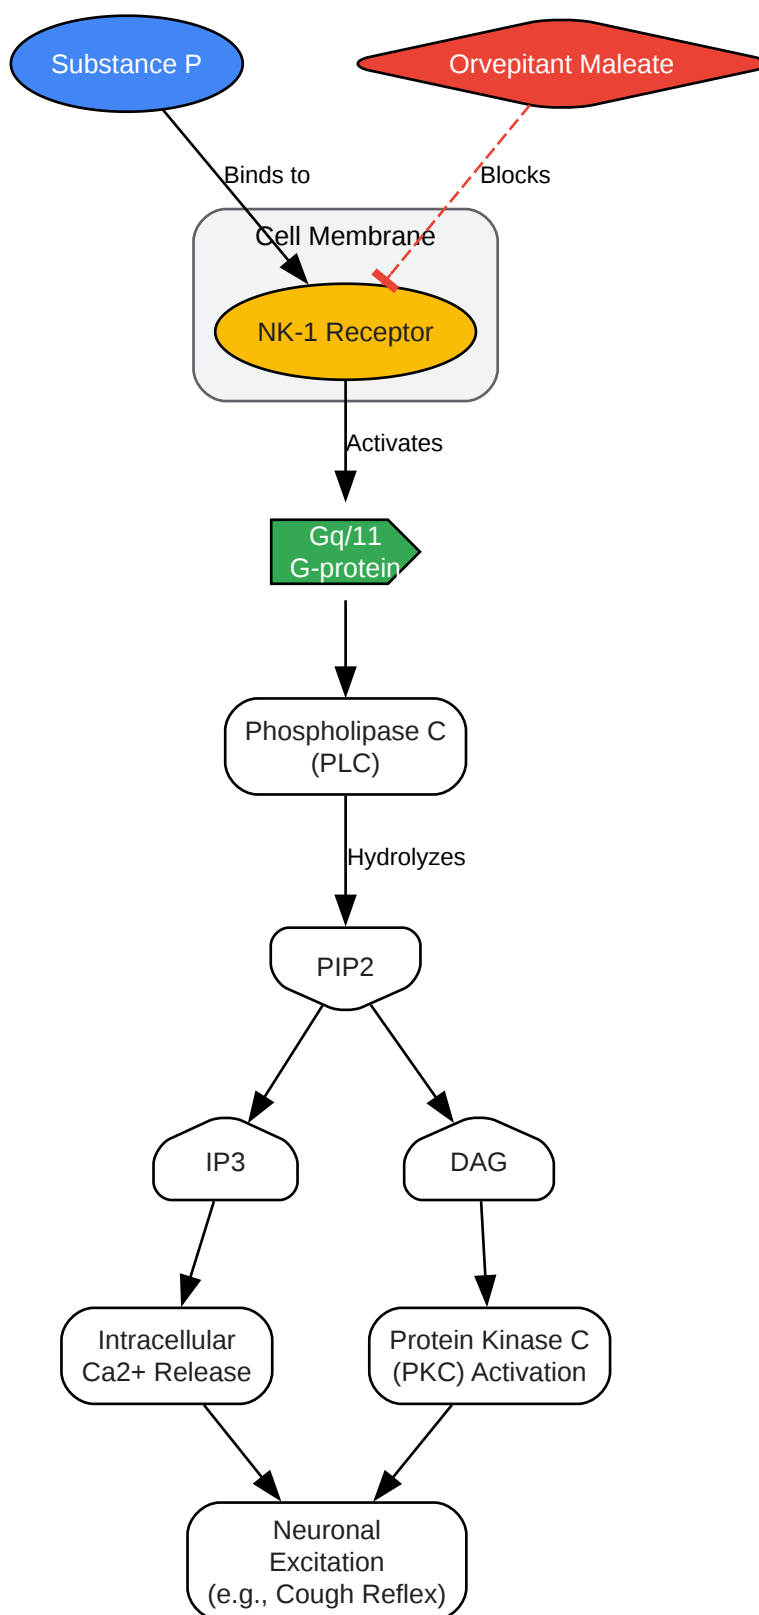 Substance P
Orvepitant Maleate
Binds to
Blocks
Cell Membrane
NK-1 Receptor
Activates
Gq/11
G-protein
Phospholipase C
(PLC)
Hydrolyzes
PIP2
IP3
DAG
Intracellular
Ca2+ Release
Protein Kinase C
(PKC) Activation
Neuronal
Excitation
(e.g., Cough Reflex)